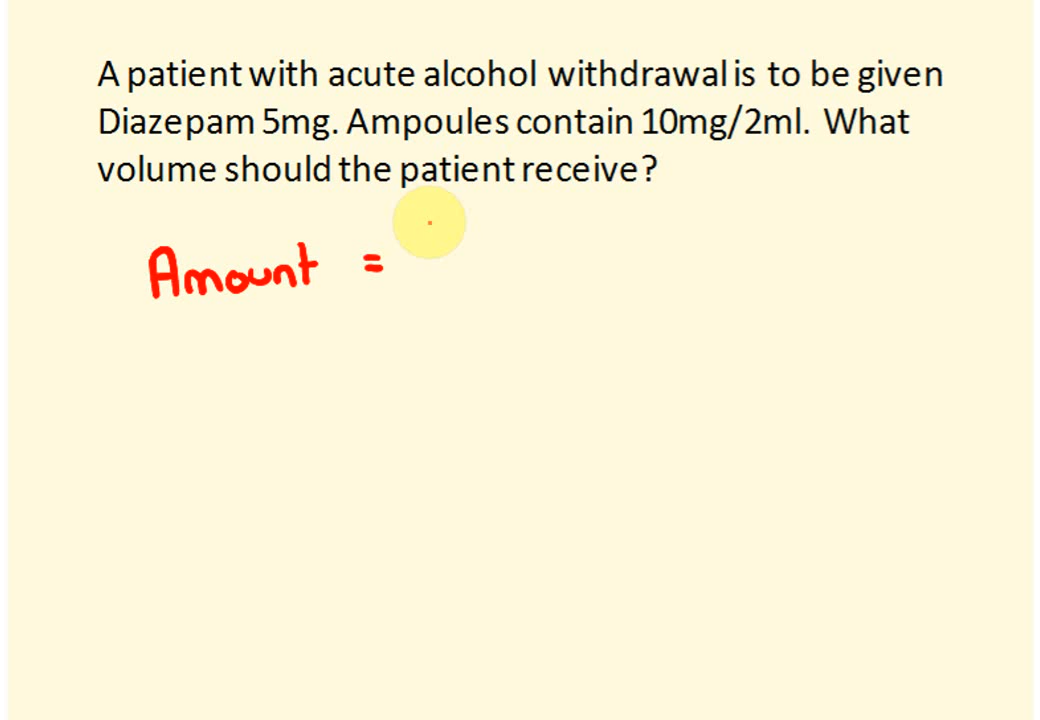 A patient with acute alcohol withdrawal is to be given
Diazepam 5mg. Ampoules contain 10mg/2ml. What
volume should the patient receive?
Amount =